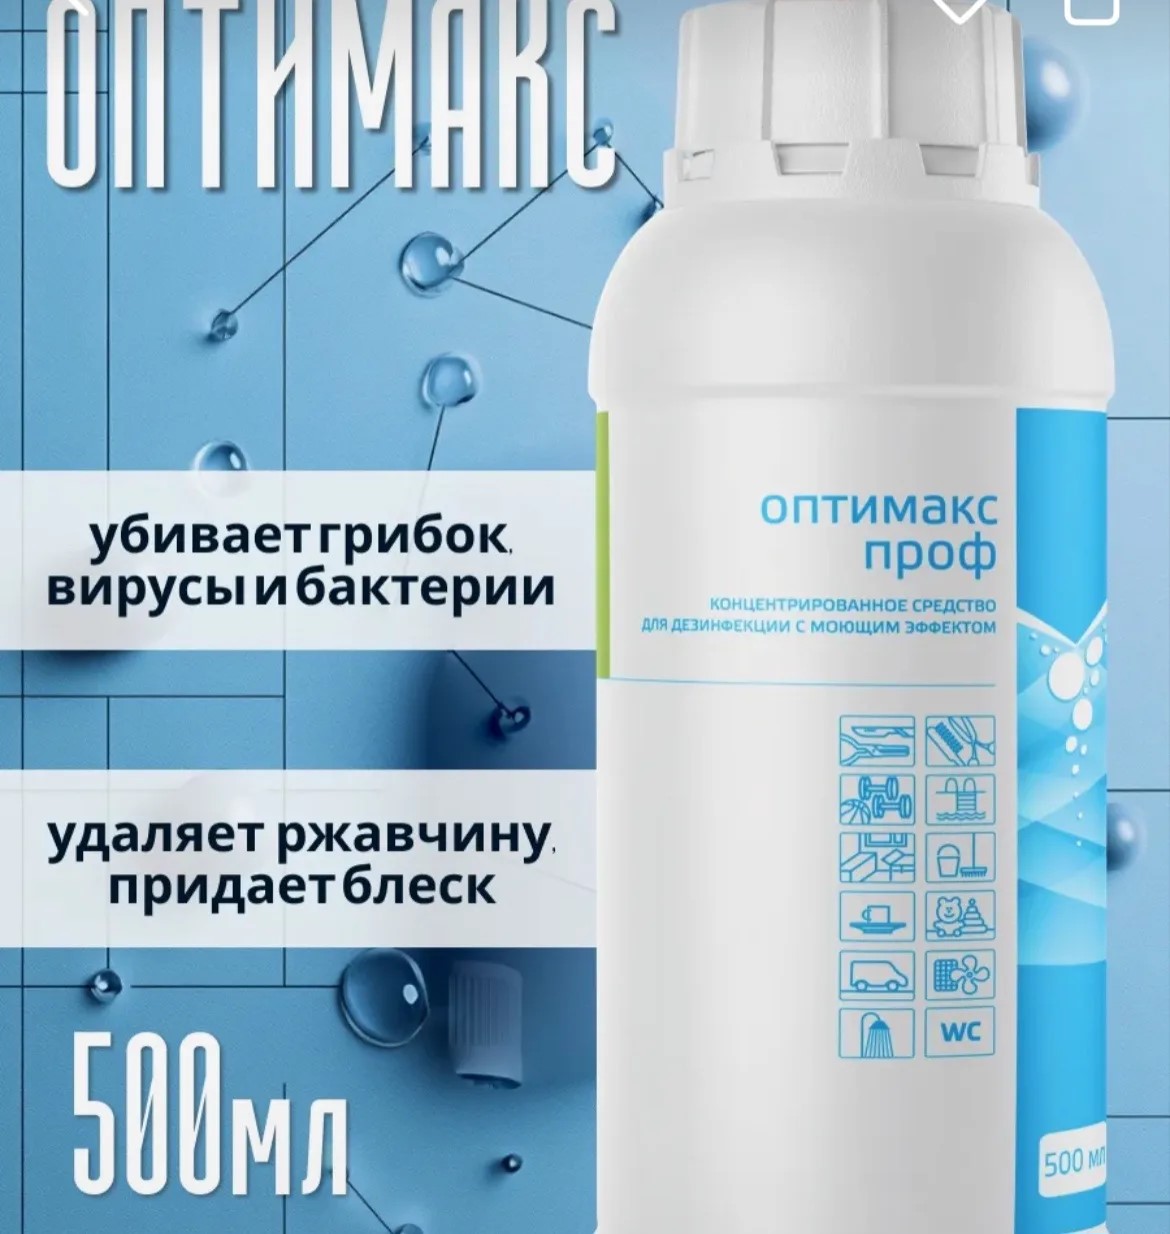 ОПТИМАКС
убивает грибок,
вирусы и бактерии
удаляет ржавчину,
придает блеск
500мл
оптимакс
проф
КОНЦЕНТРИРОВАННОЕ СРЕДСТВО
ДЛЯ ДЕЗИНФЕКЦИИ С МОЮЩИМ ЭФФЕКТОМ
WC
500 мл